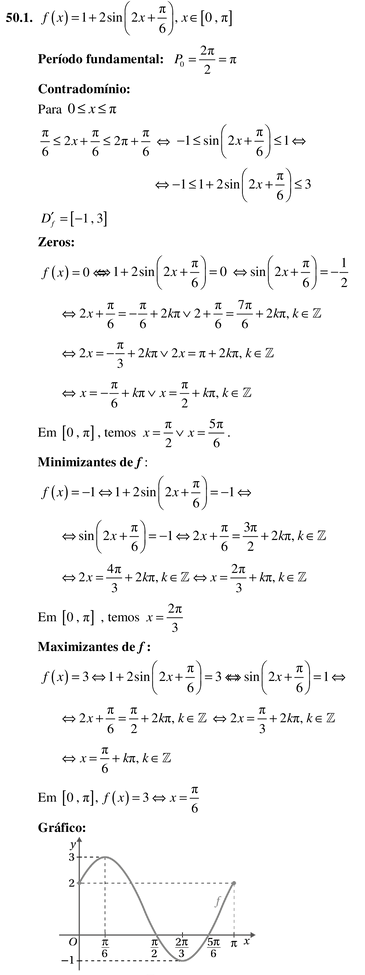 50.1. f(x) = 1 + 2sin(2x + π/6), x ∈ [0, π]
Período fundamental: P₀ = 2π/2 = π
Contradomínio:
Para 0 ≤ x ≤ π
π/6 ≤ 2x + π/6 ≤ 2π + π/6 ⇔ −1 ≤ sin(2x + π/6) ≤ 1 ⇔
⇔ −1 ≤ 1 + 2sin(2x + π/6) ≤ 3
D′f = [−1, 3]
Zeros:
f(x) = 0 ⇔ 1 + 2sin(2x + π/6) = 0 ⇔ sin(2x + π/6) = −1/2
⇔ 2x + π/6 = −π/6 + 2kπ ∨ 2 + π/6 = 7π/6 + 2kπ, k ∈ ℤ
⇔ 2x = −π/3 + 2kπ ∨ 2x = π + 2kπ, k ∈ ℤ
⇔ x = −π/6 + kπ ∨ x = π/2 + kπ, k ∈ ℤ
Em [0, π], temos x = π/2 ∨ x = 5π/6.
Minimizantes de f:
f(x) = −1 ⇔ 1 + 2sin(2x + π/6) = −1 ⇔
⇔ sin(2x + π/6) = −1 ⇔ 2x + π/6 = 3π/2 + 2kπ, k ∈ ℤ
⇔ 2x = 4π/3 + 2kπ, k ∈ ℤ ⇔ x = 2π/3 + kπ, k ∈ ℤ
Em [0, π] , temos x = 2π/3
Maximizantes de f:
f(x) = 3 ⇔ 1 + 2sin(2x + π/6) = 3 ⇔ sin(2x + π/6) = 1 ⇔
⇔ 2x + π/6 = π/2 + 2kπ, k ∈ ℤ ⇔ 2x = π/3 + 2kπ, k ∈ ℤ
⇔ x = π/6 + kπ, k ∈ ℤ
Em [0, π], f(x) = 3 ⇔ x = π/6
Gráfico:
y
3
2
f
O π/6 π/2 2π/3 5π/6 π x
−1